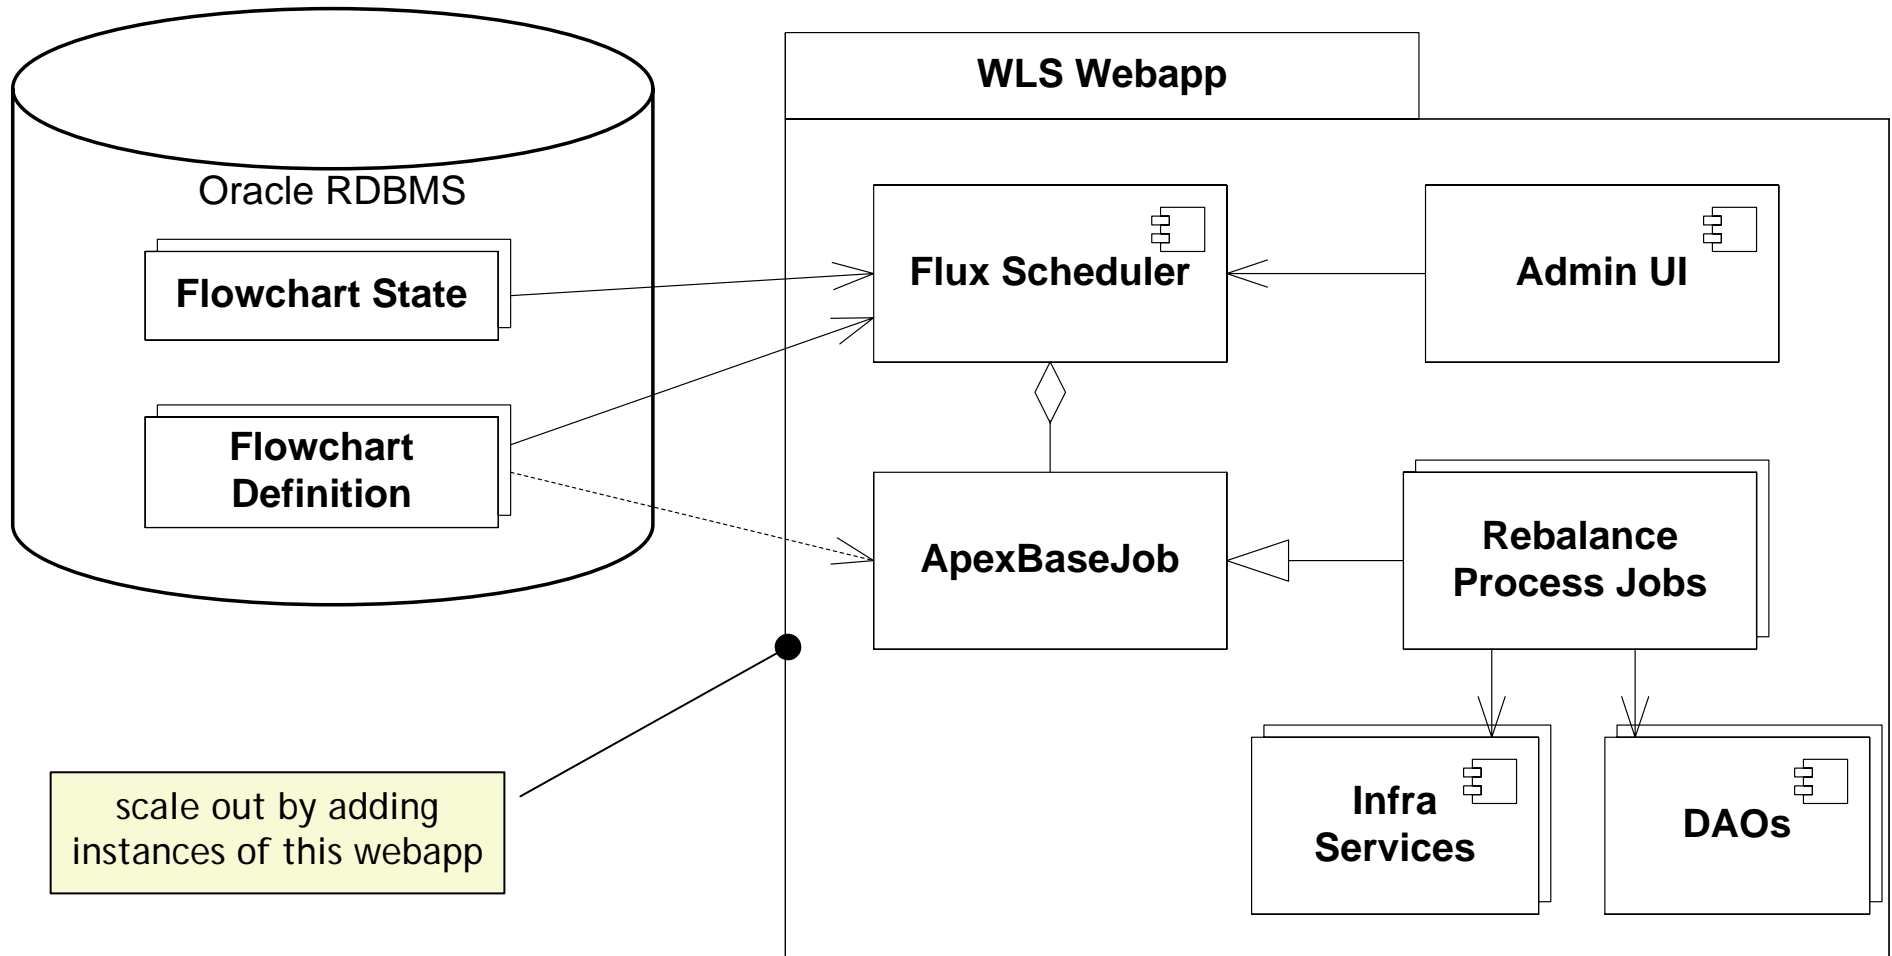 WLS Webapp
Oracle RDBMS
Flowchart State
Flowchart
Definition
Flux Scheduler
Admin UI
ApexBaseJob
Rebalance
Process Jobs
Infra
Services
DAOs
scale out by adding
instances of this webapp